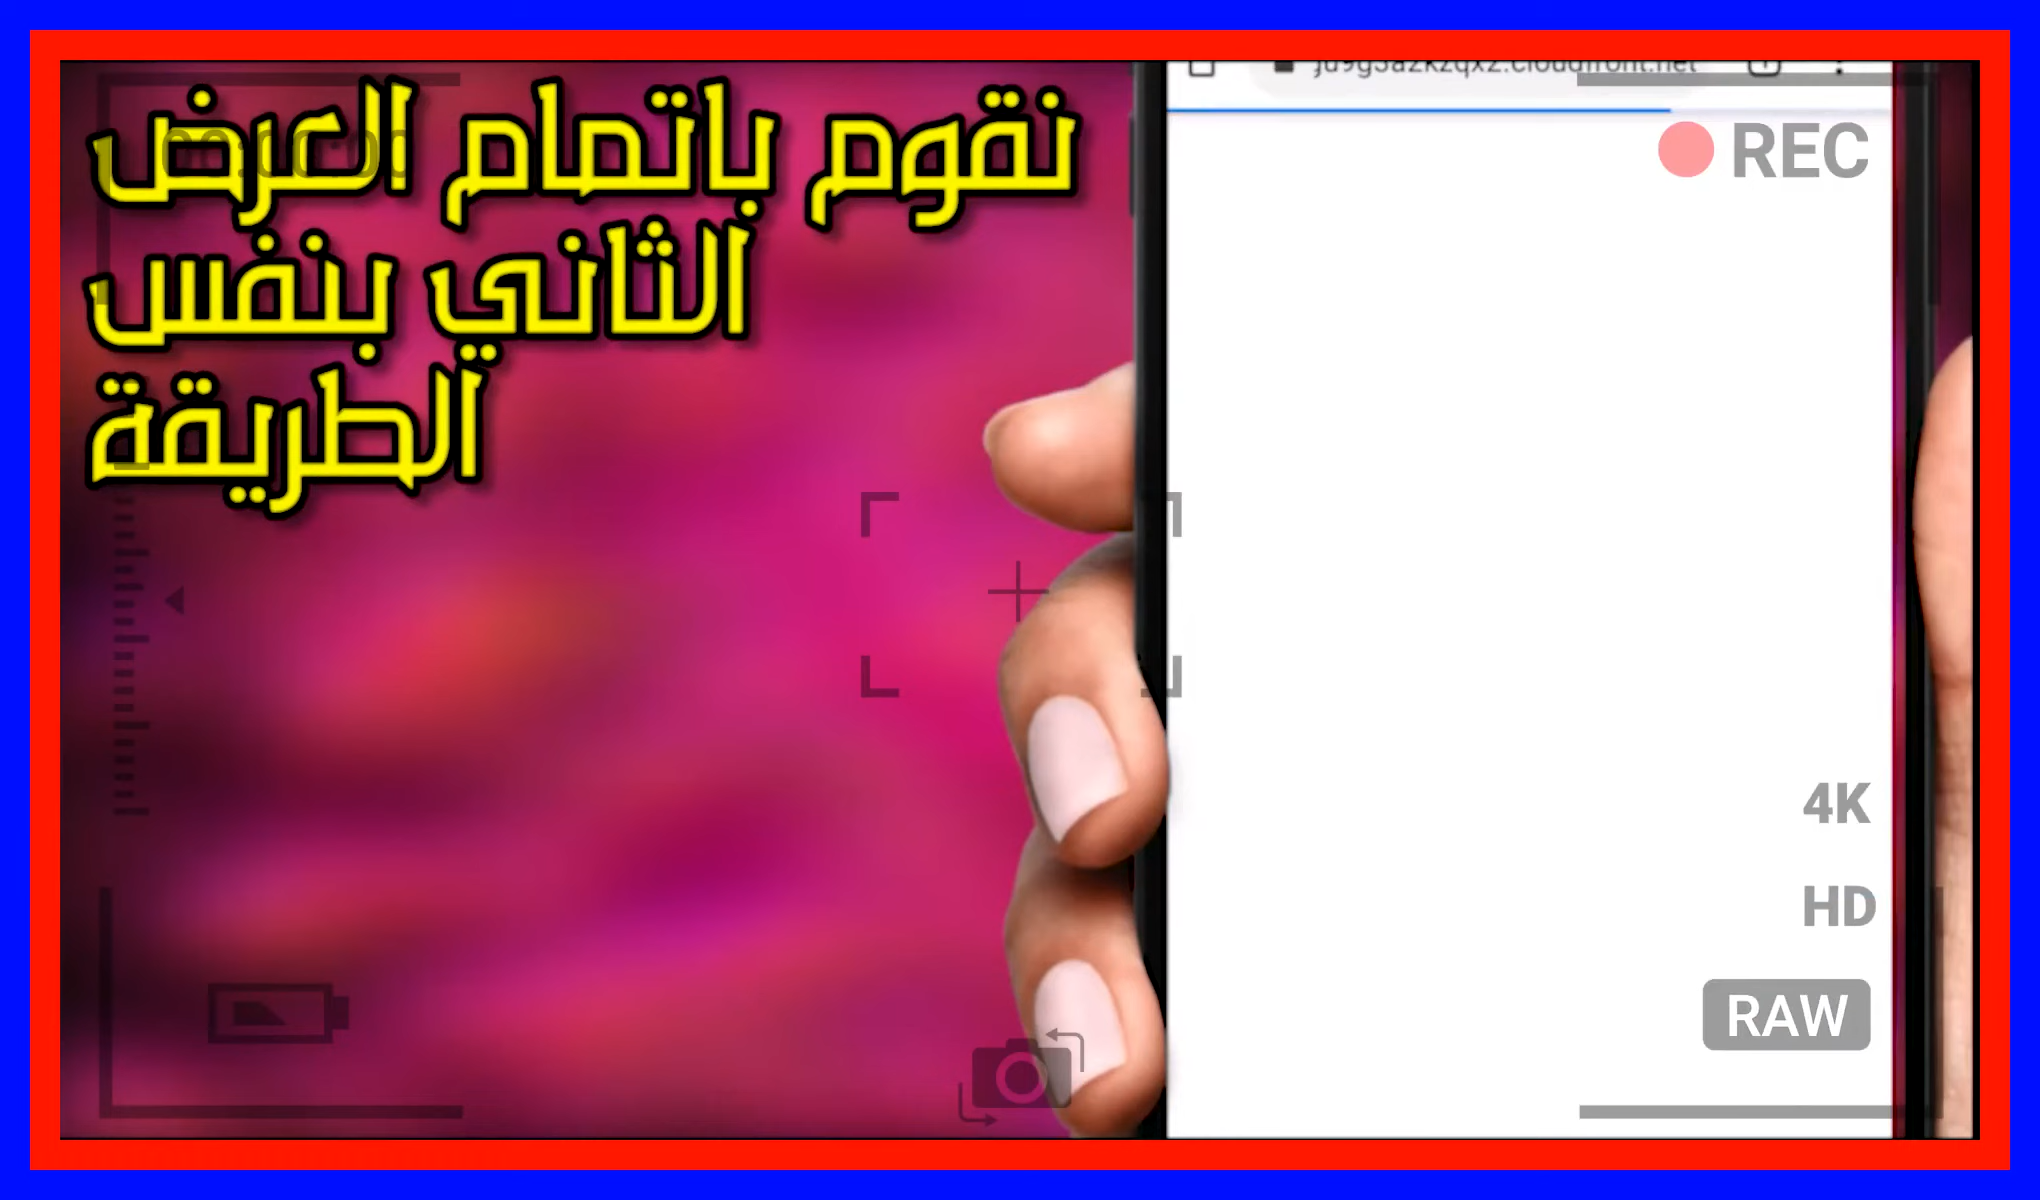 نقوم باتمام العرض
الثاني بنفس
الطريقة
REC
4K
HD
RAW